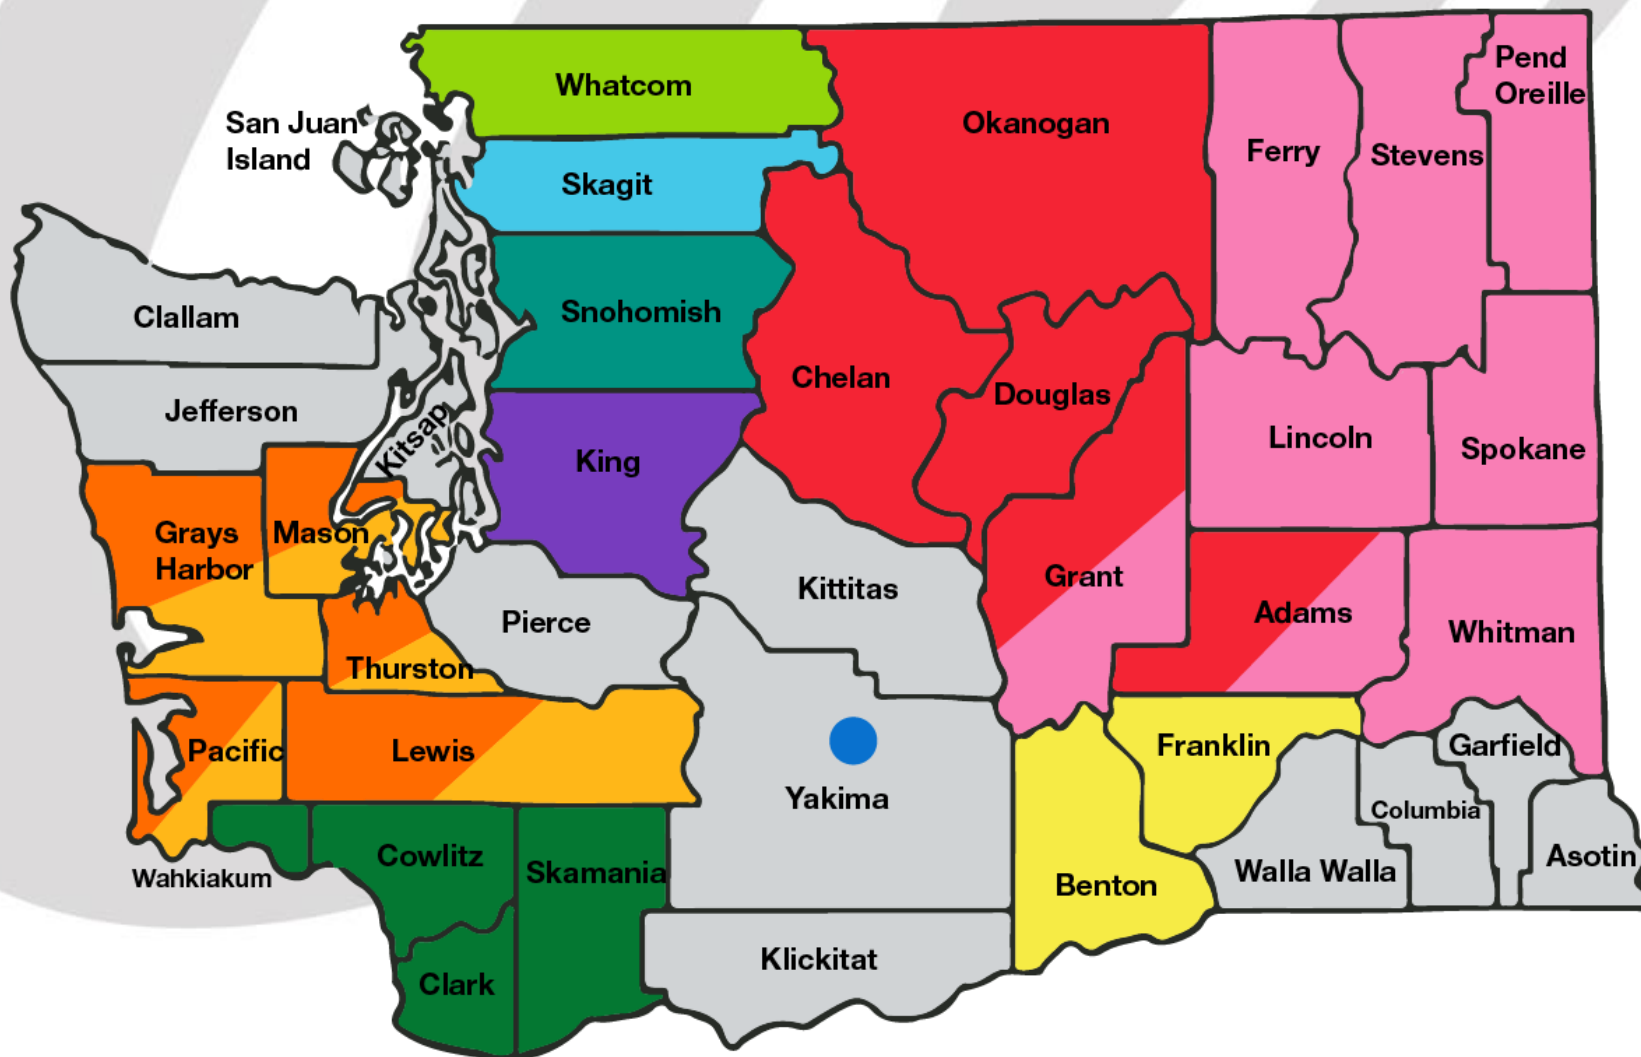 Whatcom
Okanogan
Pend
Oreille
San Juan
Island
Ferry
Stevens
Skagit
Clallam
Snohomish
Chelan
Douglas
Jefferson
Kitsap
King
Lincoln
Spokane
Grays
Harbor
Mason
Kittitas
Grant
Adams
Pierce
Whitman
Thurston
Pacific
Lewis
Yakima
Franklin
Garfield
Columbia
Wahkiakum
Cowlitz
Skamania
Benton
Walla Walla
Asotin
Clark
Klickitat